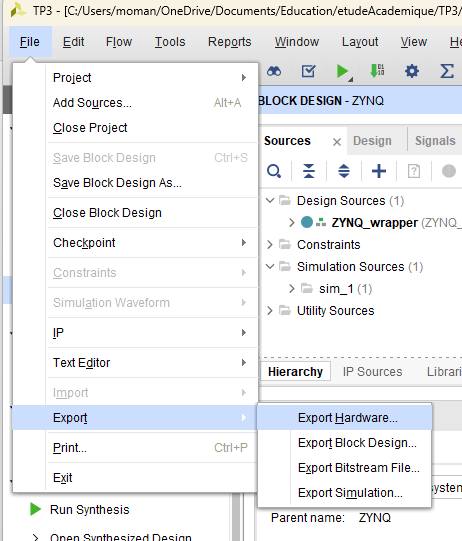 TP3 - [C:/Users/moman/OneDrive/Documents/Education/etudeAcademique/TP3/
File Edit Flow Tools Reports Window Layout View H
BLOCK DESIGN - ZYNQ
Project
Add Sources... Alt+A
Close Project
Save Block Design Ctrl+S
Save Block Design As...
Close Block Design
Checkpoint
Constraints
Simulation Waveform
IP
Text Editor
Import
Export
Print... Ctrl+P
Exit
Sources Design Signals
Design Sources (1)
ZYNQ_wrapper (ZYNQ_
Constraints
Simulation Sources (1)
sim_1 (1)
Utility Sources
Hierarchy IP Sources Librari
Export Hardware...
Export Block Design...
Export Bitstream File...
Export Simulation...
system
Parent name: ZYNQ
Run Synthesis
Open Synthesized Design